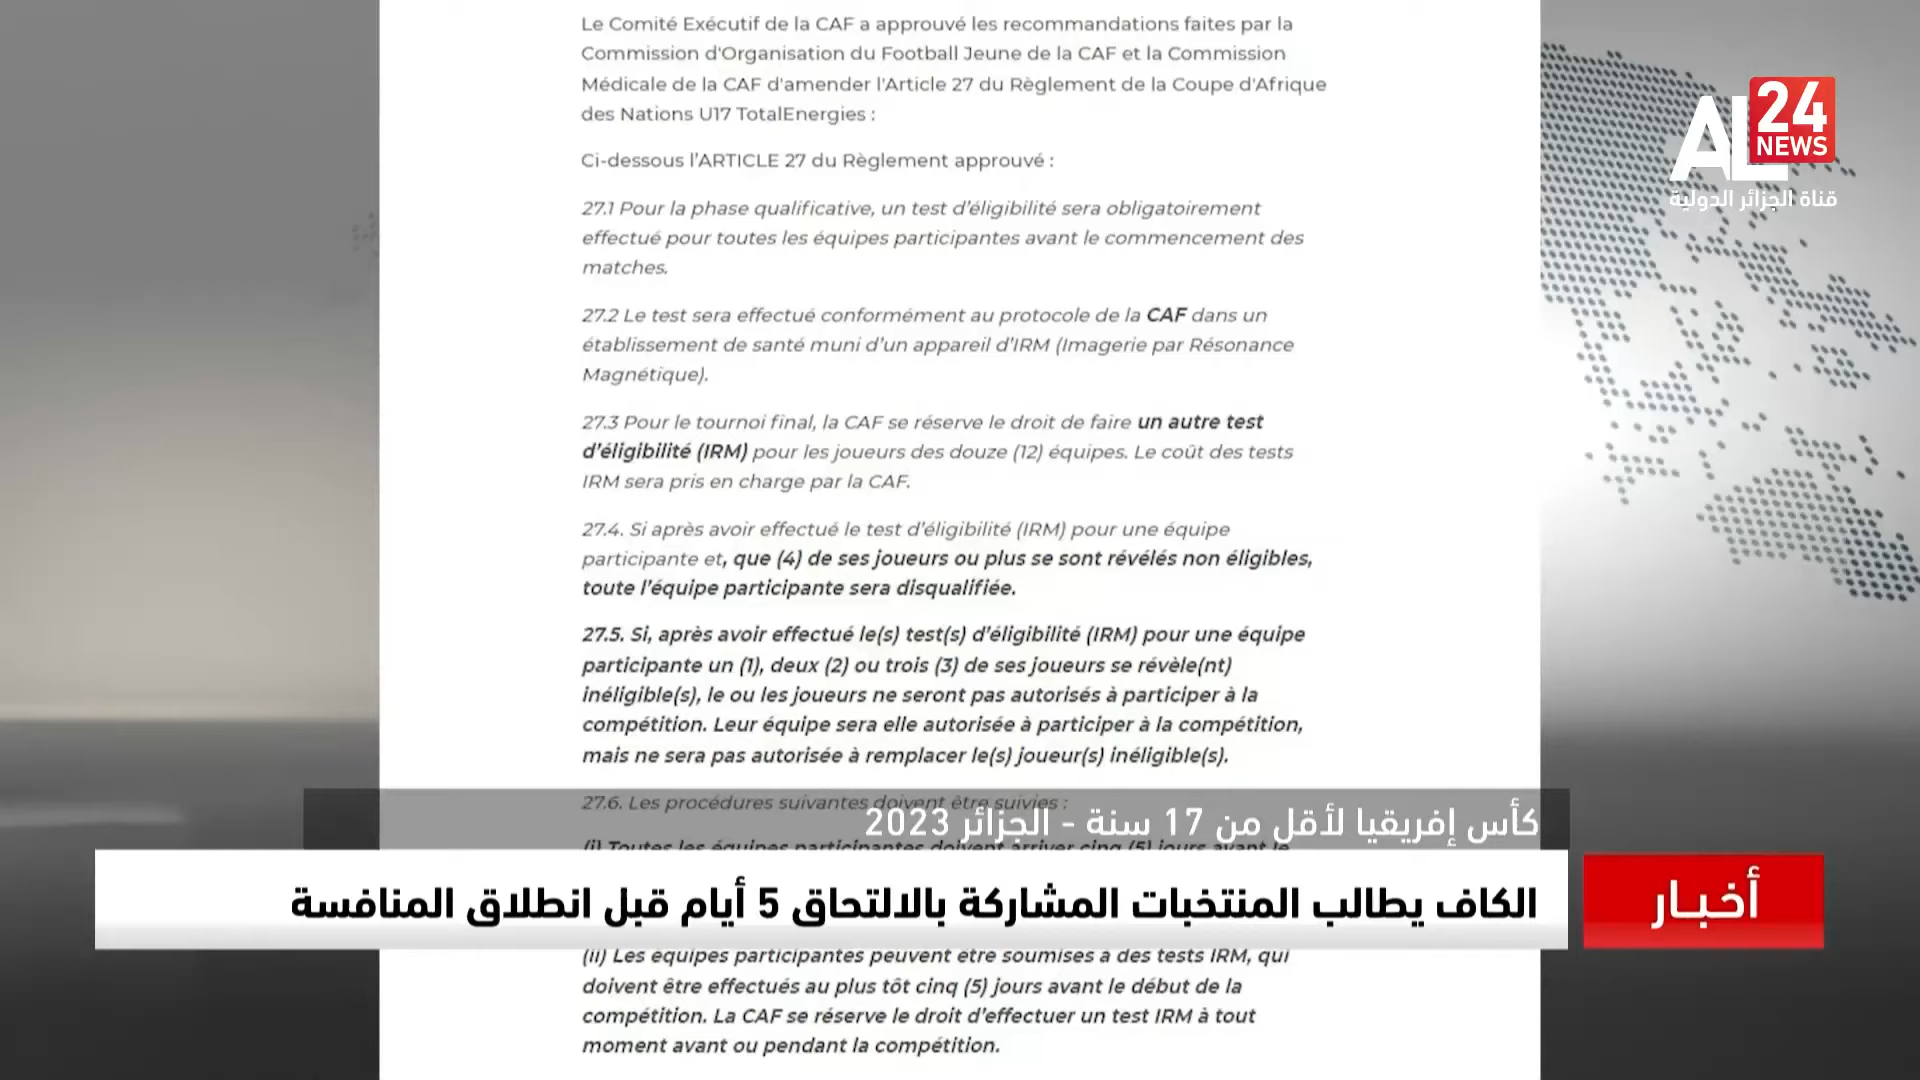 Le Comité Exécutif de la CAF a approuvé les recommandations faites par la
Commission d'Organisation du Football Jeune de la CAF et la Commission
Médicale de la CAF d'amender l'Article 27 du Règlement de la Coupe d'Afrique
des Nations U17 TotalEnergies :
Ci-dessous l’ARTICLE 27 du Règlement approuvé :
27.1 Pour la phase qualificative, un test d’éligibilité sera obligatoirement
effectué pour toutes les équipes participantes avant le commencement des
matches.
27.2 Le test sera effectué conformément au protocole de la CAF dans un
établissement de santé muni d’un appareil d’IRM (Imagerie par Résonance
Magnétique).
27.3 Pour le tournoi final, la CAF se réserve le droit de faire un autre test
d’éligibilité (IRM) pour les joueurs des douze (12) équipes. Le coût des tests
IRM sera pris en charge par la CAF.
27.4. Si après avoir effectué le test d’éligibilité (IRM) pour une équipe
participante et, que (4) de ses joueurs ou plus se sont révélés non éligibles,
toute l’équipe participante sera disqualifiée.
27.5. Si, après avoir effectué le(s) test(s) d’éligibilité (IRM) pour une équipe
participante un (1), deux (2) ou trois (3) de ses joueurs se révèle(nt)
inéligible(s), le ou les joueurs ne seront pas autorisés à participer à la
compétition. Leur équipe sera elle autorisée à participer à la compétition,
mais ne sera pas autorisée à remplacer le(s) joueur(s) inéligible(s).
27.6. Les procédures suivantes doivent être suivies :
(i) Toutes les équipes participantes doivent arriver cinq (5) jours avant le
(ii) Les équipes participantes peuvent être soumises à des tests IRM, qui
doivent être effectués au plus tôt cinq (5) jours avant le début de la
compétition. La CAF se réserve le droit d’effectuer un test IRM à tout
moment avant ou pendant la compétition.
AL 24 NEWS
قناة الجزائر الدولية
كأس إفريقيا لأقل من 17 سنة - الجزائر 2023
أخبار
الكاف يطالب المنتخبات المشاركة بالالتحاق 5 أيام قبل انطلاق المنافسة